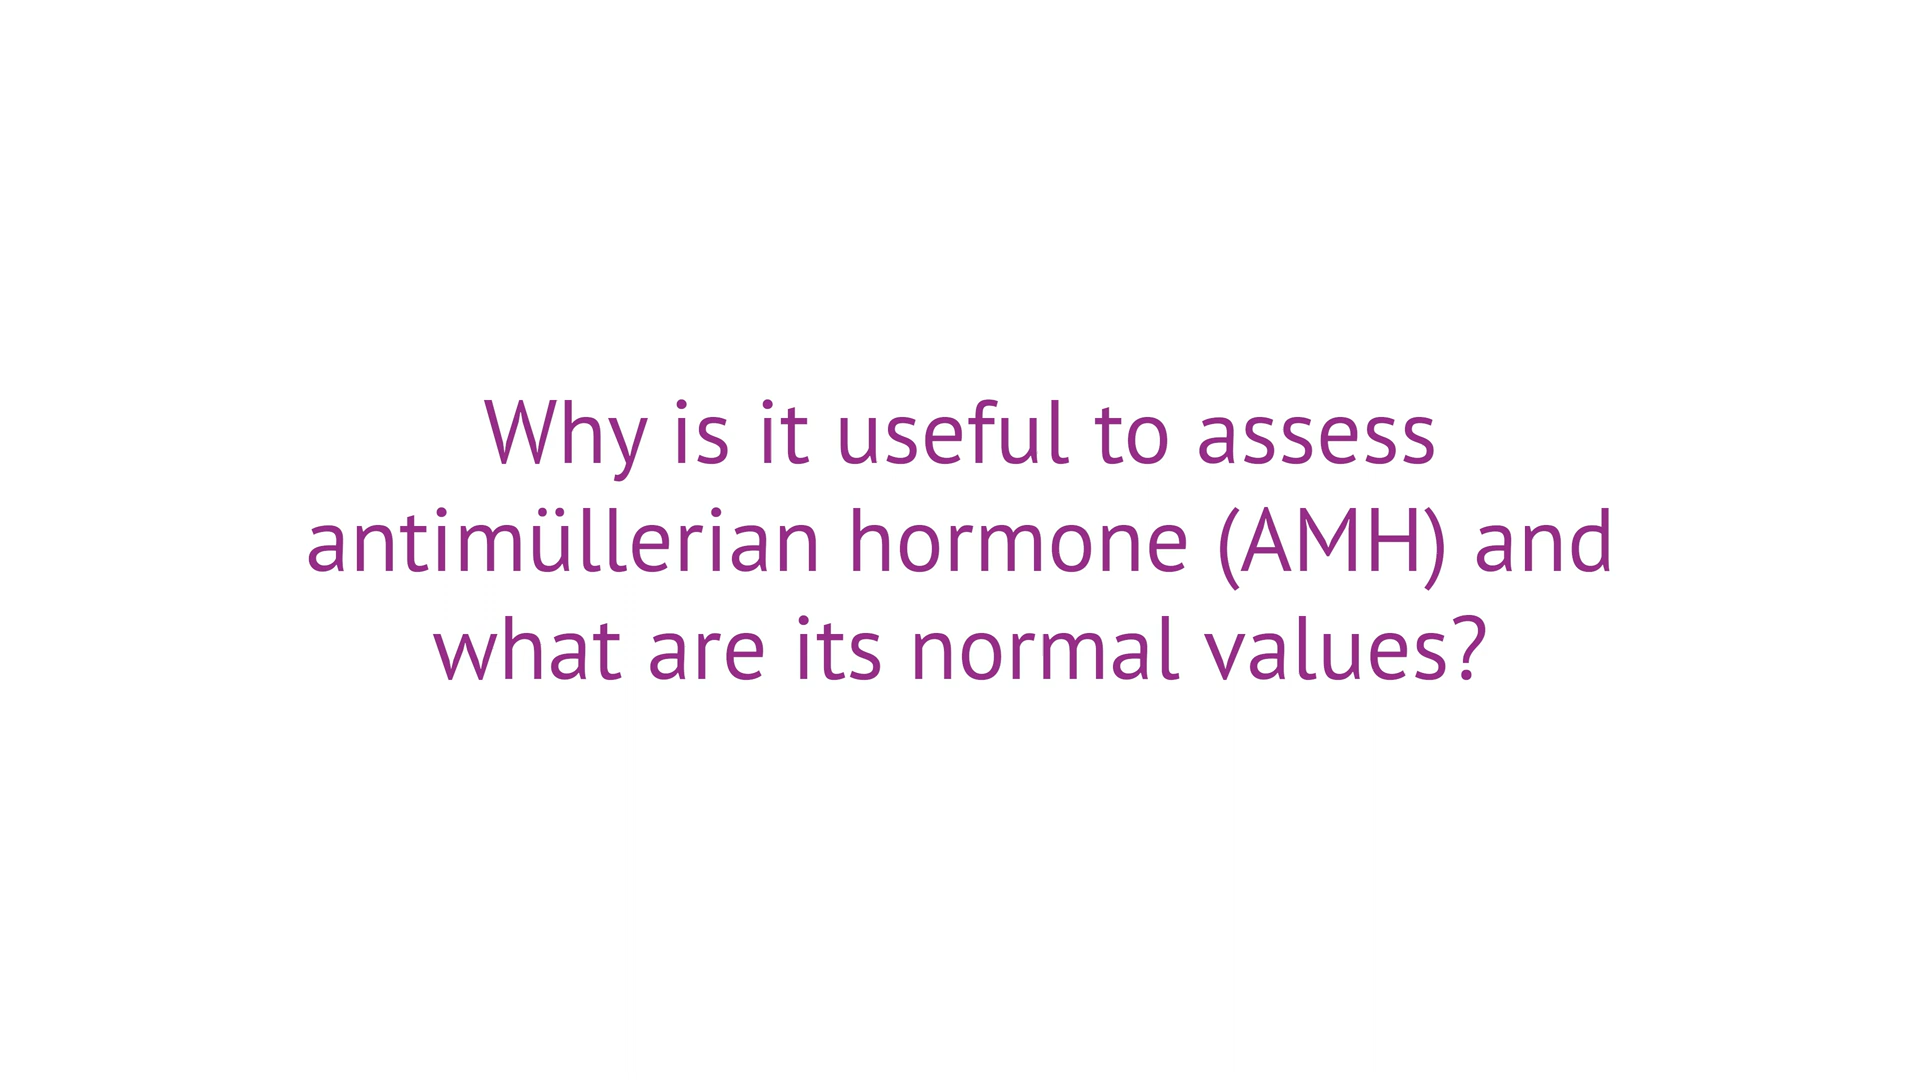 Why is it useful to assess
antimüllerian hormone (AMH) and
what are its normal values?